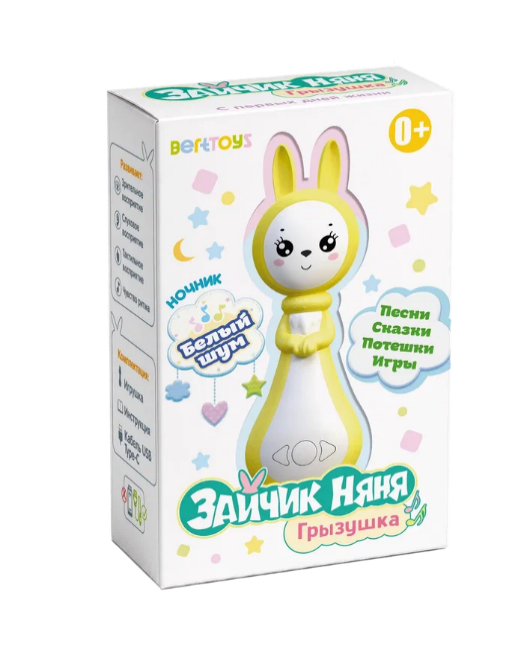 Зайчик Няня
Грызушка
С первых дней жизни
BertToys
0+
Развивает:
Зрительное
восприятие
Слуховое
восприятие
Тактильное
восприятие
Чувство ритма
Комплектация:
Игрушка
Инструкция
Кабель USB
Type-C
НОЧНИК
Белый
шум
Песни
Сказки
Потешки
Игры
Зайчик Няня
Грызушка